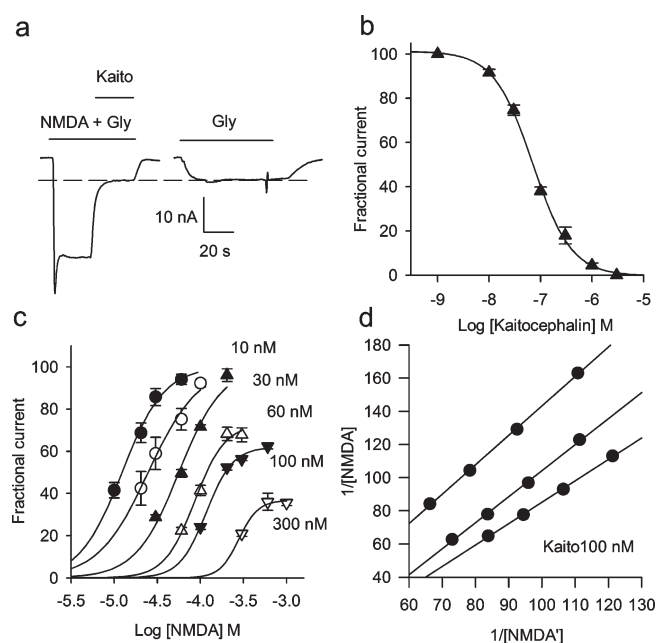 a
Kaito
NMDA + Gly
Gly
10 nA
20 s
b
Fractional current
100
80
60
40
20
0
-9
-8
-7
-6
-5
Log [Kaitocephalin] M
c
Fractional current
100
80
60
40
20
0
10 nM
30 nM
60 nM
100 nM
300 nM
-5.5
-5.0
-4.5
-4.0
-3.5
-3.0
Log [NMDA] M
d
1/[NMDA]
180
160
140
120
100
80
60
40
Kaito100 nM
60
70
80
90
100
110
120
130
1/[NMDA']